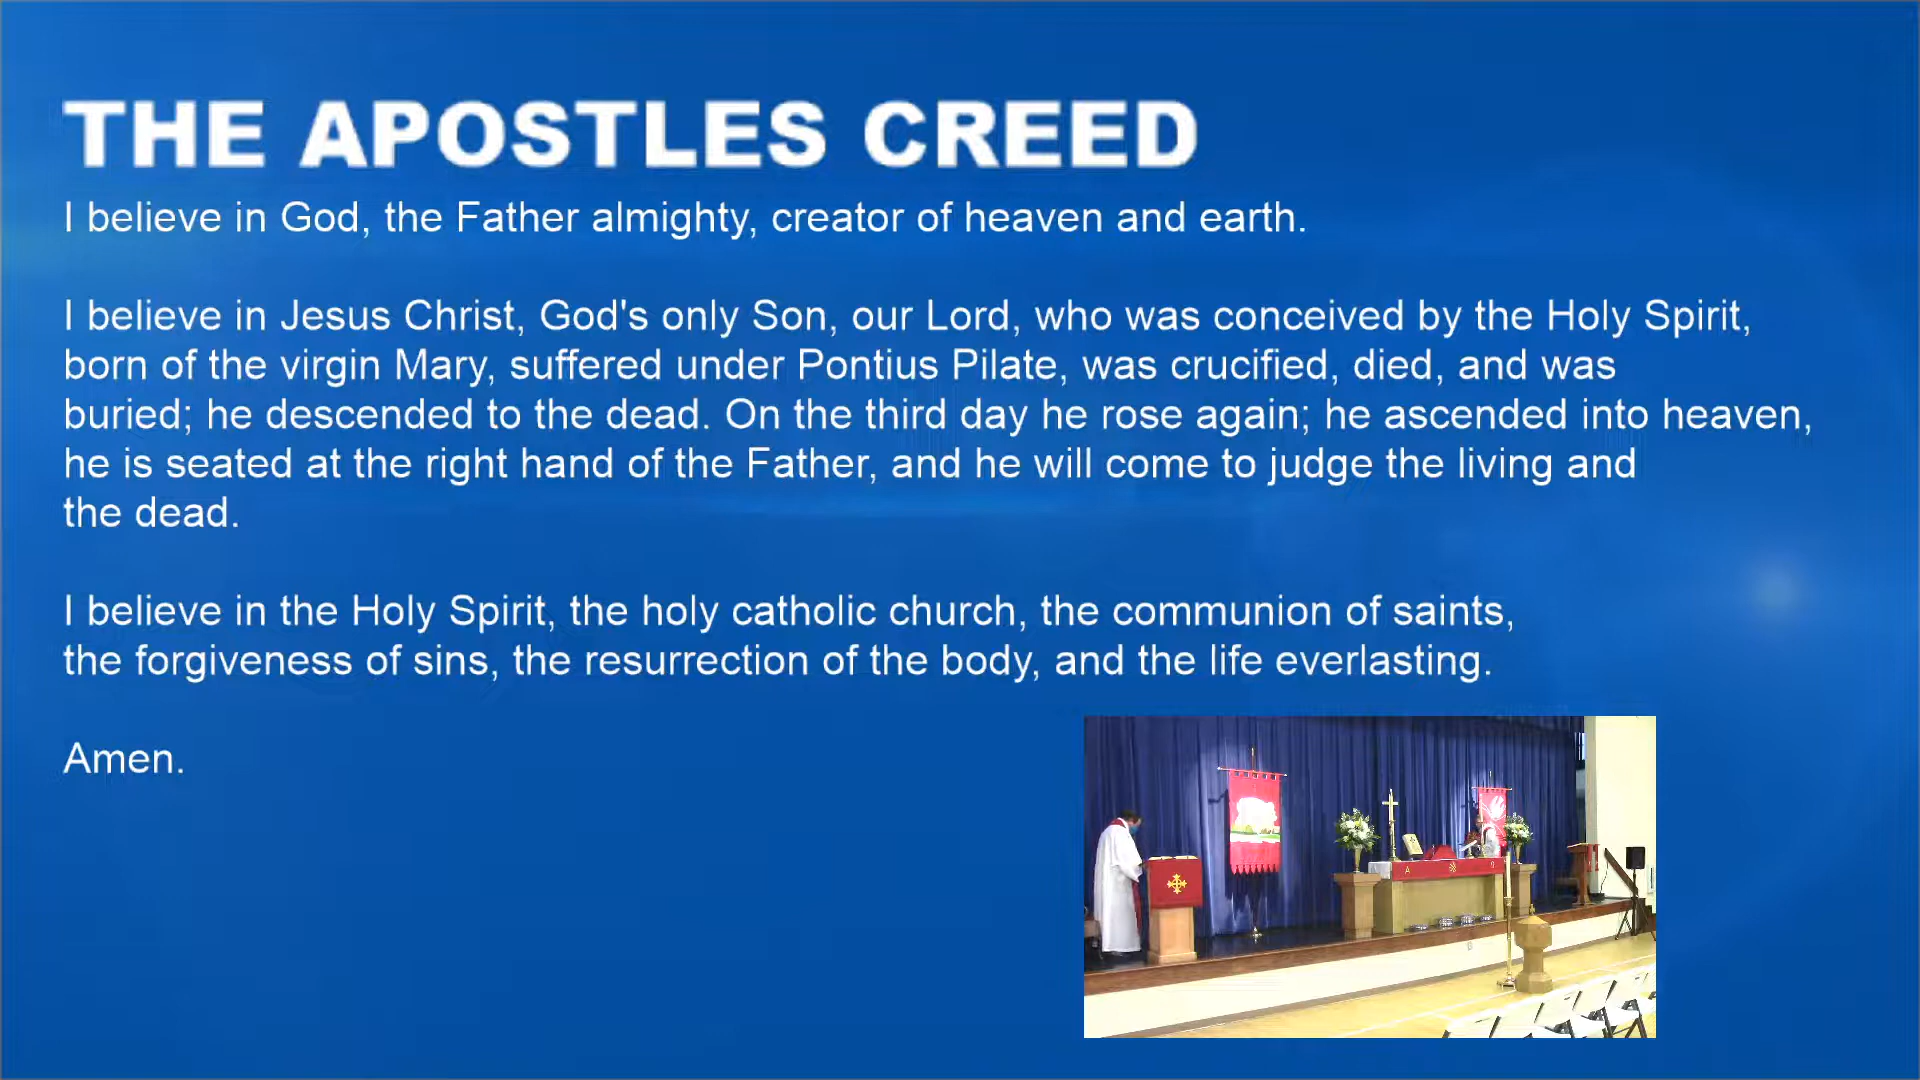 THE APOSTLES CREED
I believe in God, the Father almighty, creator of heaven and earth.
I believe in Jesus Christ, God's only Son, our Lord, who was conceived by the Holy Spirit,
born of the virgin Mary, suffered under Pontius Pilate, was crucified, died, and was
buried; he descended to the dead. On the third day he rose again; he ascended into heaven,
he is seated at the right hand of the Father, and he will come to judge the living and
the dead.
I believe in the Holy Spirit, the holy catholic church, the communion of saints,
the forgiveness of sins, the resurrection of the body, and the life everlasting.
Amen.